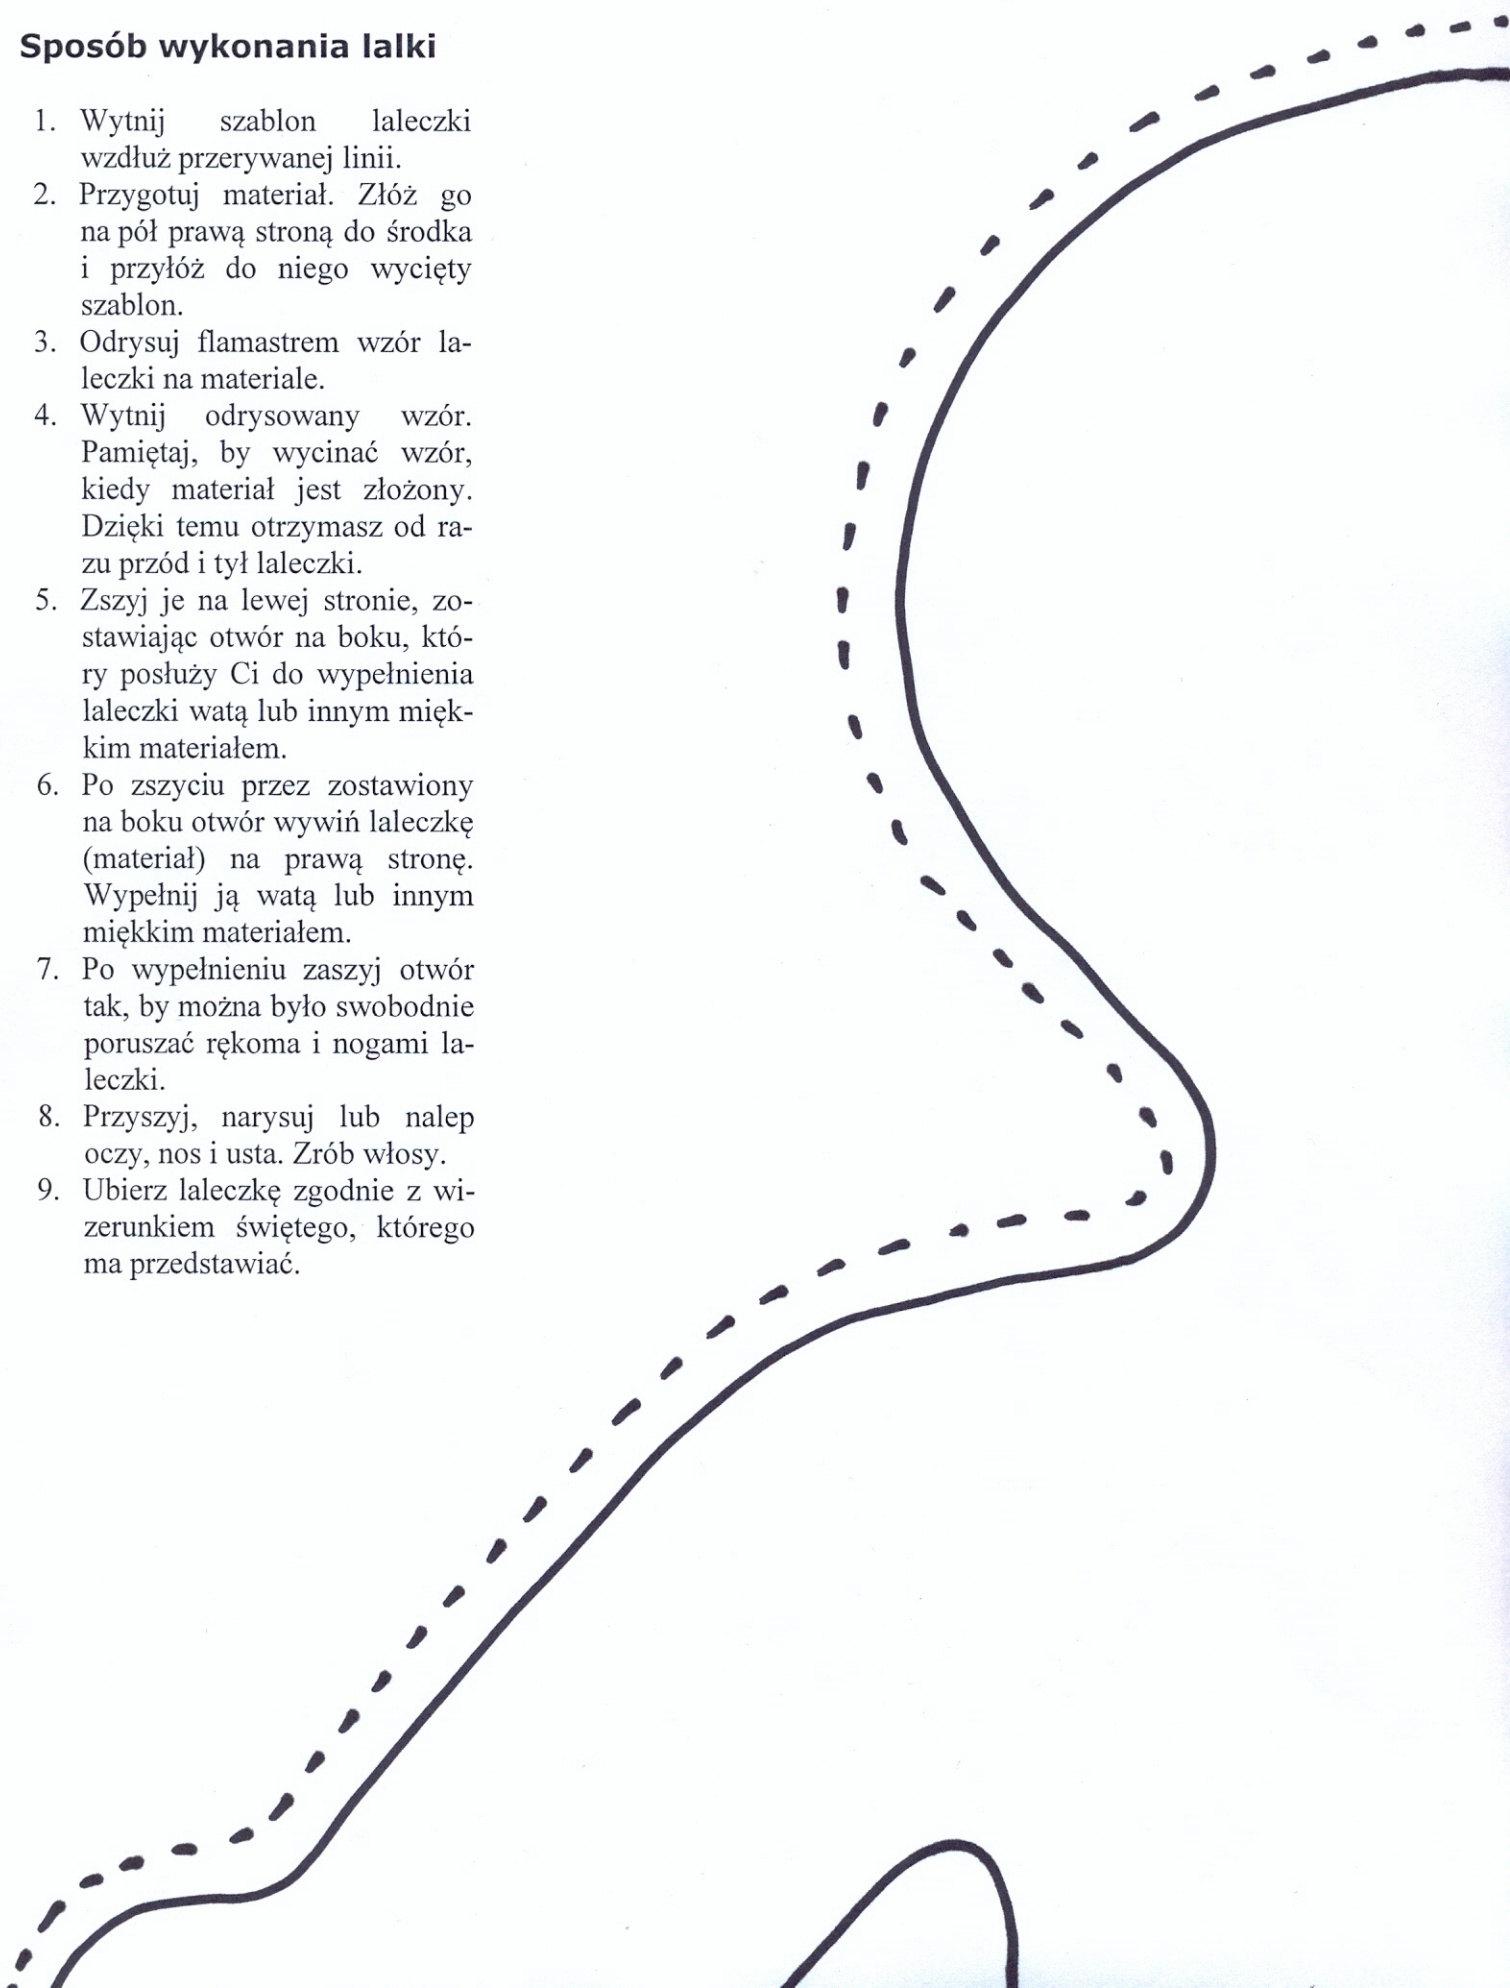 Sposób wykonania lalki
1. Wytnij szablon laleczki
wzdłuż przerywanej linii.
2. Przygotuj materiał. Złóż go
na pół prawą stroną do środka
i przyłóż do niego wycięty
szablon.
3. Odrysuj flamastrem wzór la-
leczki na materiale.
4. Wytnij odrysowany wzór.
Pamiętaj, by wycinać wzór,
kiedy materiał jest złożony.
Dzięki temu otrzymasz od ra-
zu przód i tył laleczki.
5. Zszyj je na lewej stronie, zo-
stawiając otwór na boku, któ-
ry posłuży Ci do wypełnienia
laleczki watą lub innym mięk-
kim materiałem.
6. Po zszyciu przez zostawiony
na boku otwór wywiń laleczkę
(materiał) na prawą stronę.
Wypełnij ją watą lub innym
miękkim materiałem.
7. Po wypełnieniu zaszyj otwór
tak, by można było swobodnie
poruszać rękoma i nogami la-
leczki.
8. Przyszyj, narysuj lub nalep
oczy, nos i usta. Zrób włosy.
9. Ubierz laleczkę zgodnie z wi-
zerunkiem świętego, którego
ma przedstawiać.